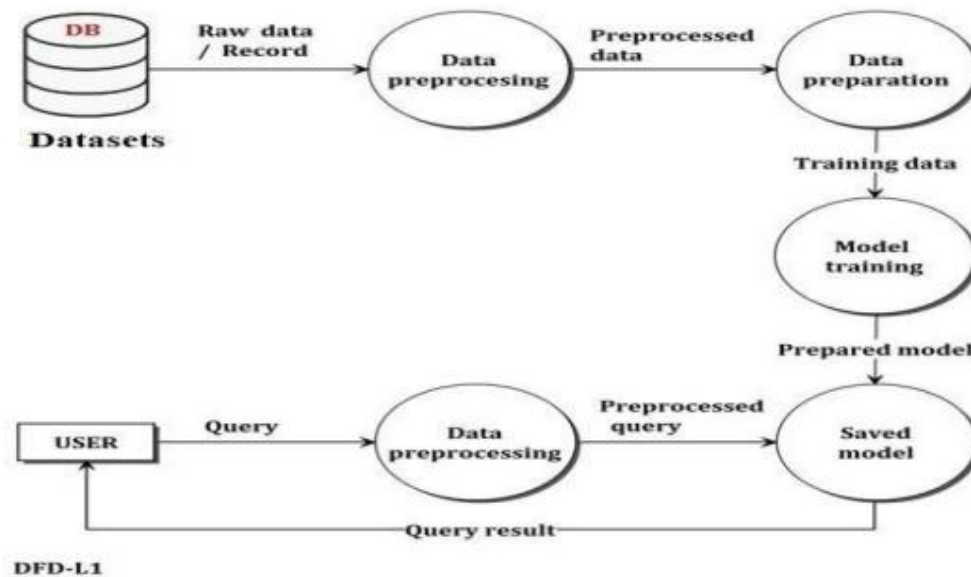 DB
Datasets
Raw data
/ Record
Data
preprocesing
Preprocessed
data
Data
preparation
Training data
Model
training
Prepared model
USER
Query
Data
preprocessing
Preprocessed
query
Saved
model
Query result
DFD-L1